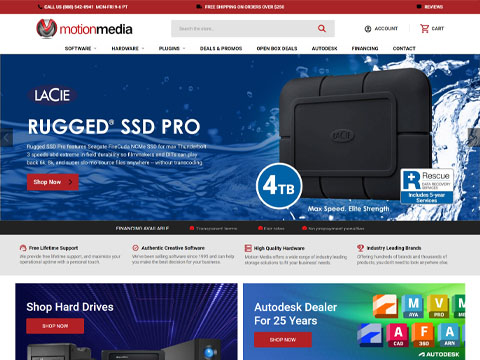 CALL US (888) 542-8941 MON-FRI 9-6 PT
FREE SHIPPING ON ORDERS OVER $250
REVIEWS
motionmedia
Search the store...
ACCOUNT
CART
SOFTWARE
HARDWARE
PLUGINS
DEALS & PROMOS
OPEN BOX DEALS
AUTODESK
FINANCING
CONTACT
LACIE
RUGGED® SSD PRO
Rugged SSD Pro features Seagate FireCuda NVMe SSD for max Thunderbolt
3 speeds and extreme in-field durability so filmmakers and DITs can play
back 6k, 8k, and super slo-mo source files anywhere – without transcoding.
Shop Now
LACIE
4TB
Rescue
DATA RECOVERY
SERVICES
Includes 5-year
Services
Max Speed. Elite Strength.
FINANCING AVAILABLE
Transparent terms
Fast rates
No prepayment penalties
Free Lifetime Support
We provide free lifetime support, and maximize your
operational uptime with a personal touch.
Authentic Creative Software
We've been selling software since 1995 and can help
you make the best decision for your business.
High Quality Hardware
Motion Media offers a wide range of industry leading
storage solutions to fit your business' needs.
Industry Leading Brands
Offering hundreds of brands and thousands of
products, you don't need to look anywhere else.
Shop Hard Drives
SHOP NOW
Autodesk Dealer
For 25 Years
SHOP NOW
M
AYA
V
PRO
M
A
CAD
F
360
A
ARN
AUTODESK